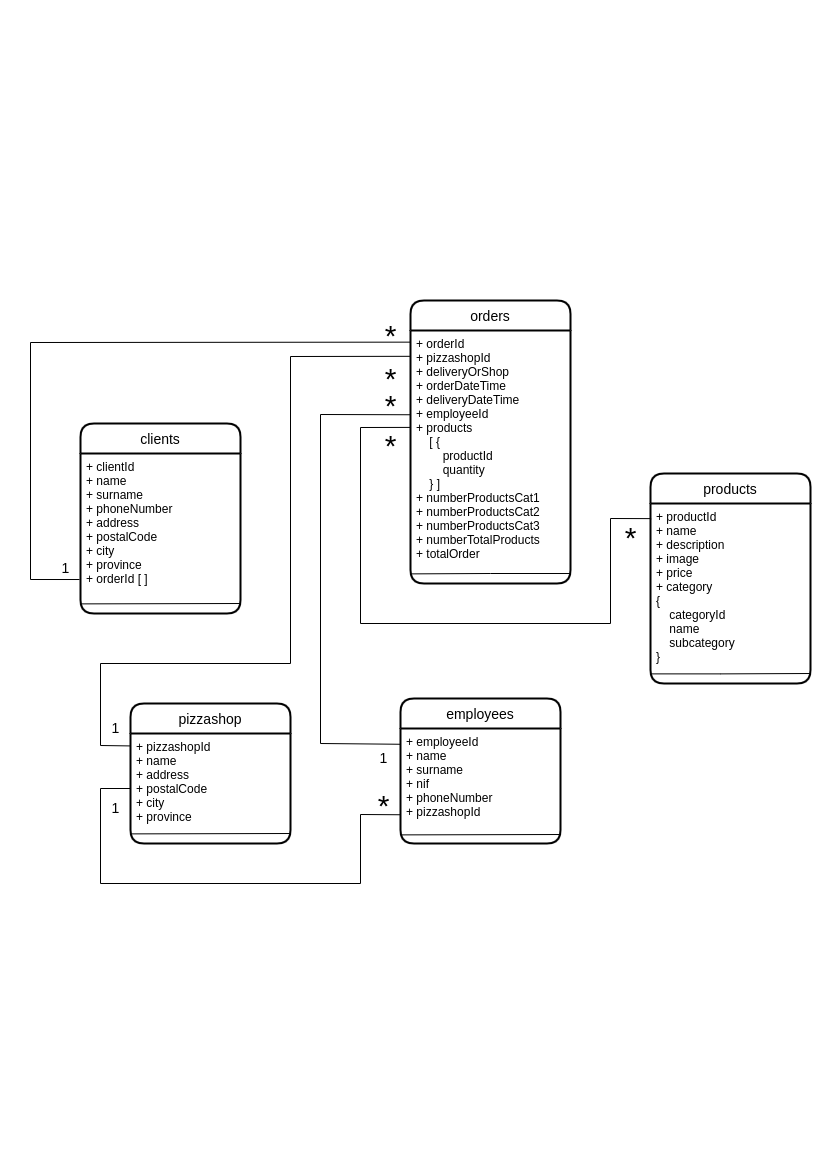 orders
+ orderId
+ pizzashopId
+ deliveryOrShop
+ orderDateTime
+ deliveryDateTime
+ employeeId
+ products
[ {
productId
quantity
} ]
+ numberProductsCat1
+ numberProductsCat2
+ numberProductsCat3
+ numberTotalProducts
+ totalOrder
*
*
*
*
clients
+ clientId
+ name
+ surname
+ phoneNumber
+ address
+ postalCode
+ city
+ province
+ orderId [ ]
1
products
+ productId
+ name
+ description
+ image
+ price
+ category
{
categoryId
name
subcategory
}
*
pizzashop
+ pizzashopId
+ name
+ address
+ postalCode
+ city
+ province
1
1
employees
+ employeeId
+ name
+ surname
+ nif
+ phoneNumber
+ pizzashopId
1
*